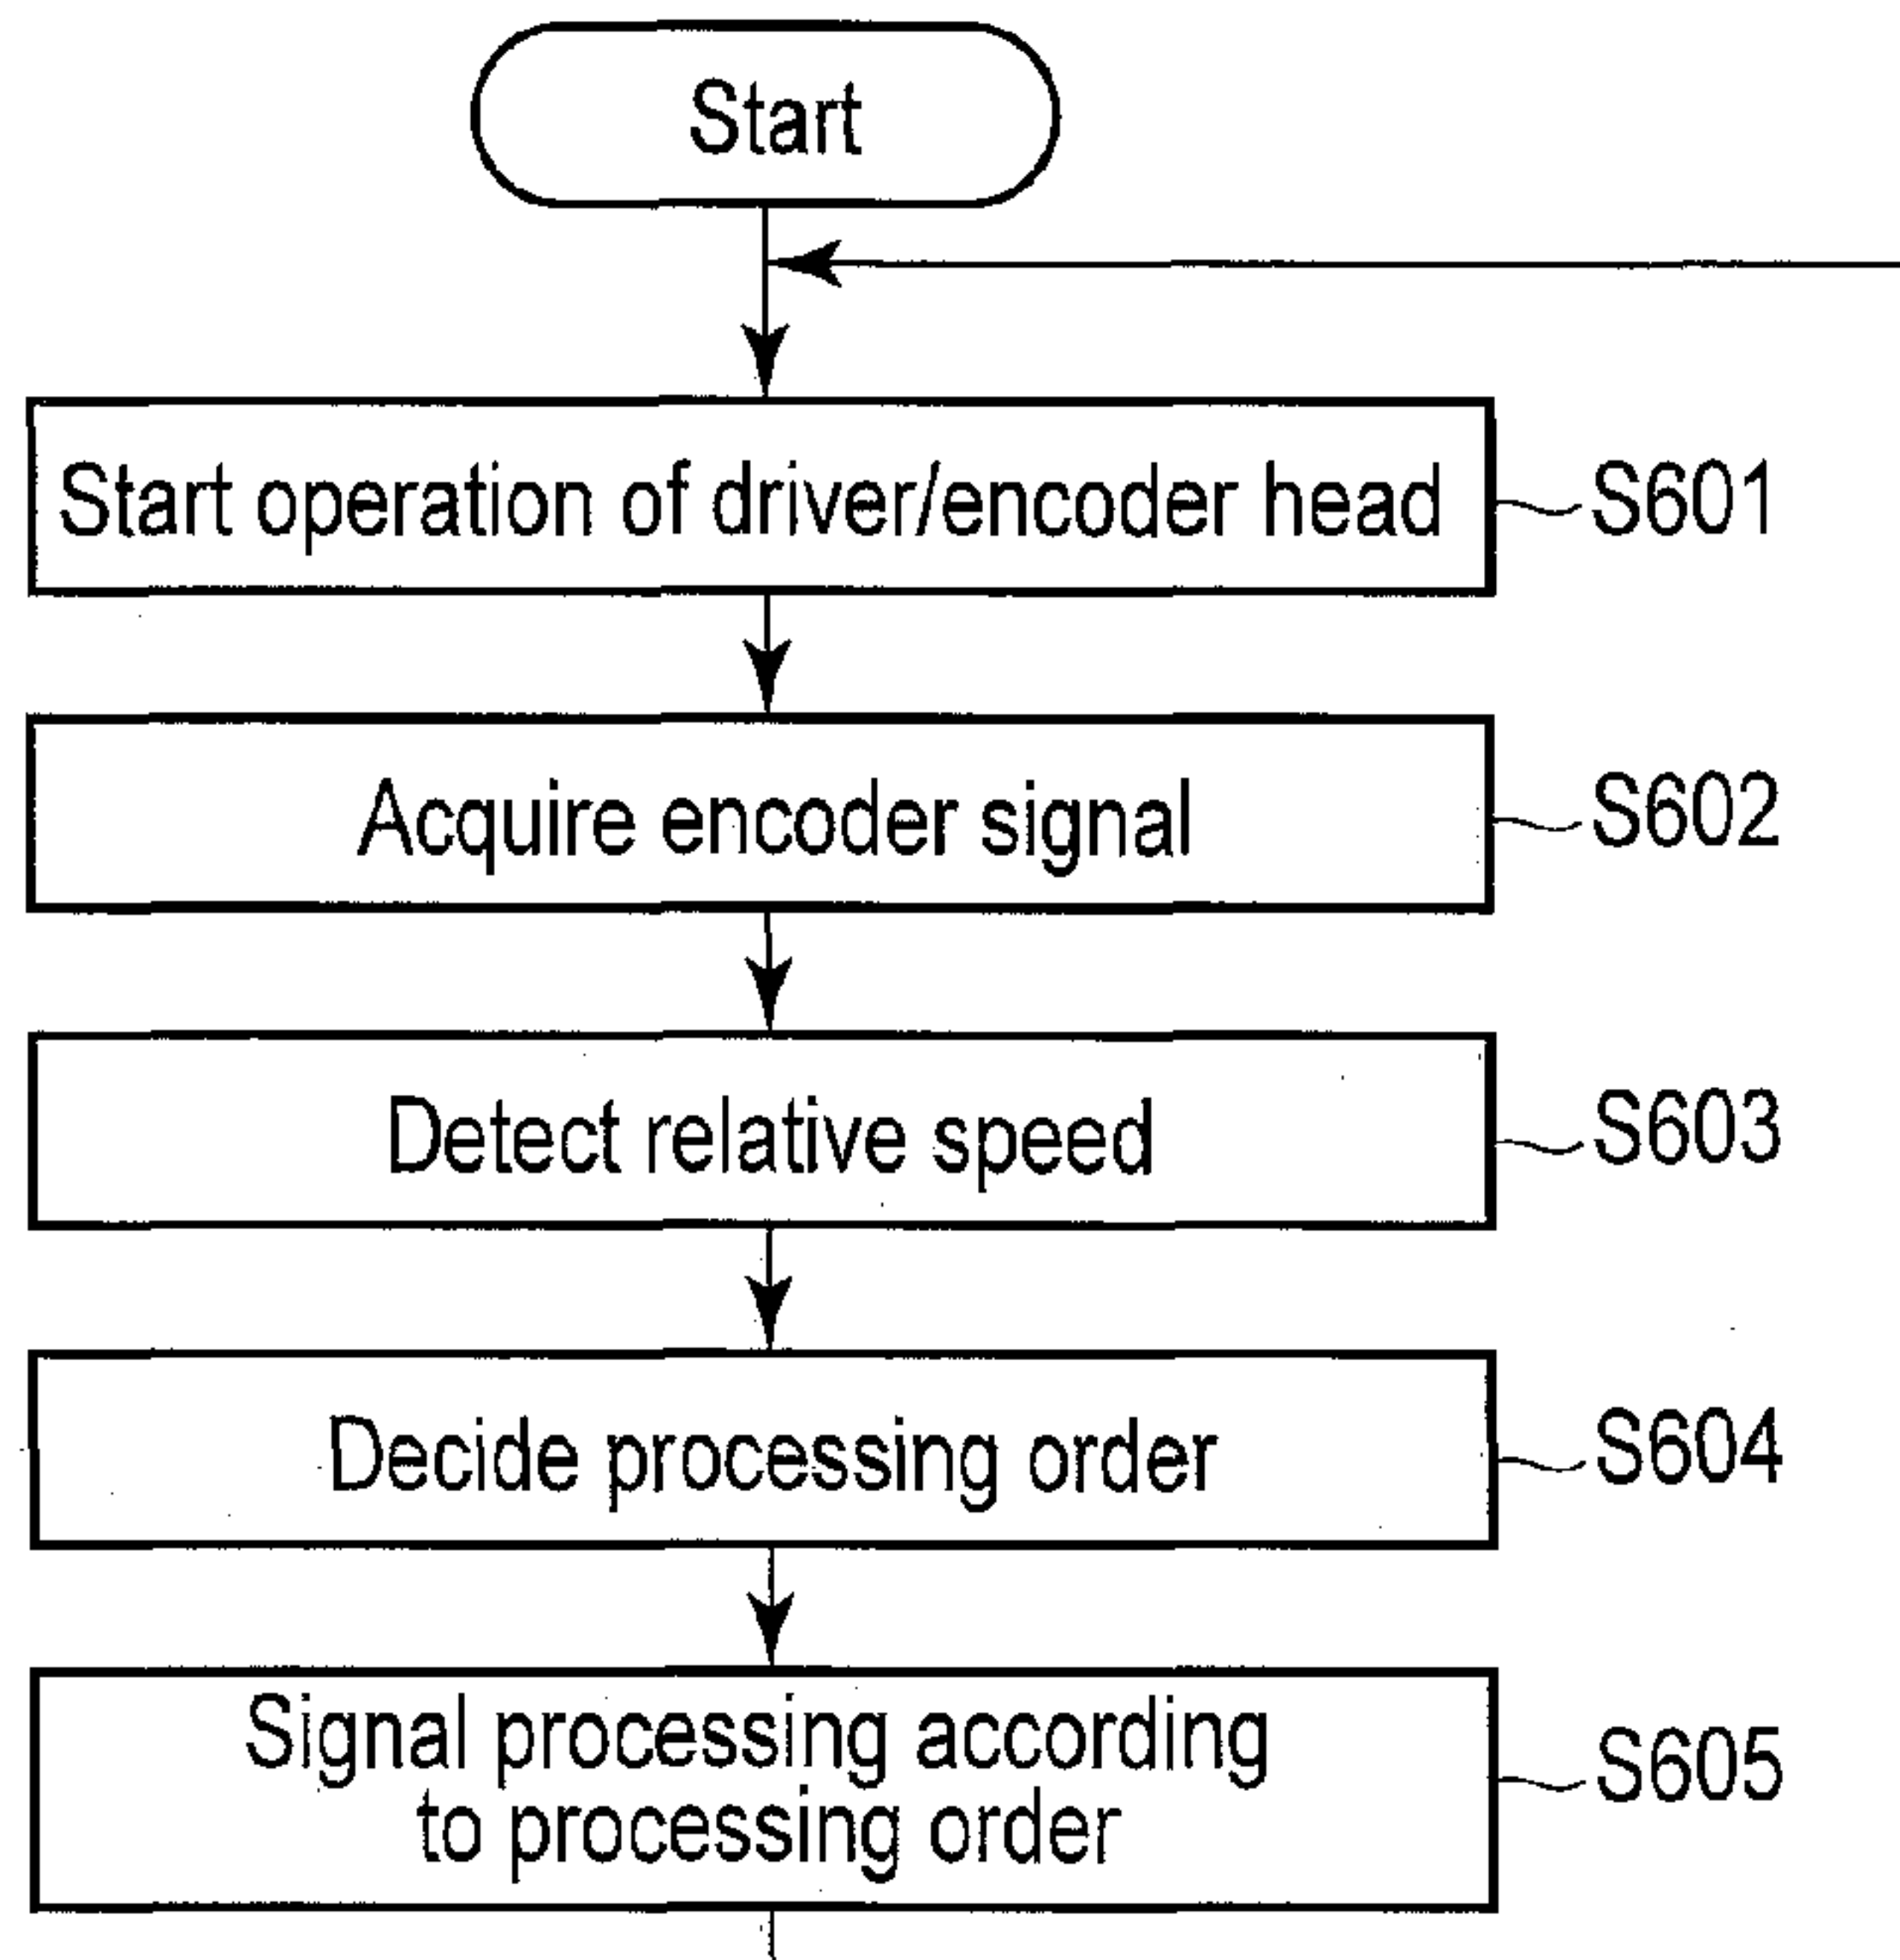 Start
Start operation of driver/encoder head
S601
Acquire encoder signal
S602
Detect relative speed
S603
Decide processing order
S604
Signal processing according
to processing order
S605